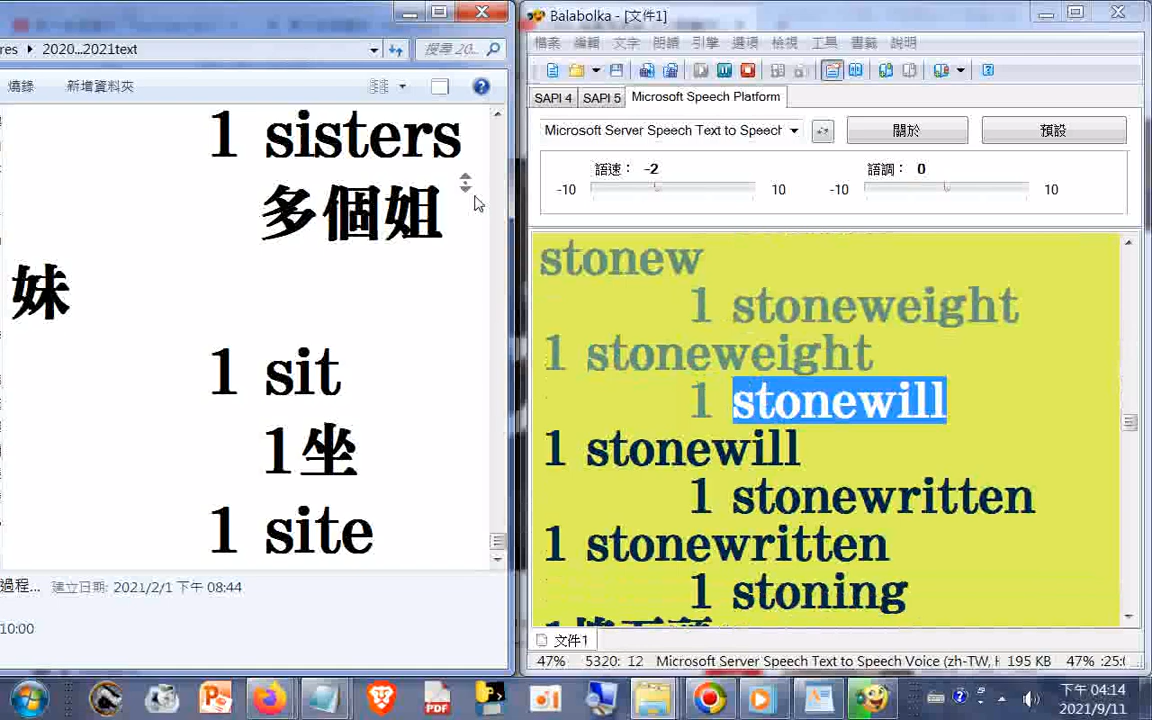 res ▸ 2020...2021text
搜尋 20...
燒錄 新增資料夾
1 sisters
多個姐
妹
1 sit
1坐
1 site
過程... 建立日期: 2021/2/1 下午 08:44
10:00
Balabolka - [文件1]
檔案 編輯 文字 朗讀 引擎 選項 檢視 工具 書籤 說明
SAPI 4 SAPI 5 Microsoft Speech Platform
Microsoft Server Speech Text to Speech
關於 預設
語速： -2 語調： 0
-10 10 -10 10
stonew
1 stoneweight
1 stoneweight
1 stonewill
1 stonewill
1 stonewritten
1 stonewritten
1 stoning
文件1
47% 5320: 12 Microsoft Server Speech Text to Speech Voice (zh-TW, H 195 KB 47%
PDF
下午 04:14
2021/9/11